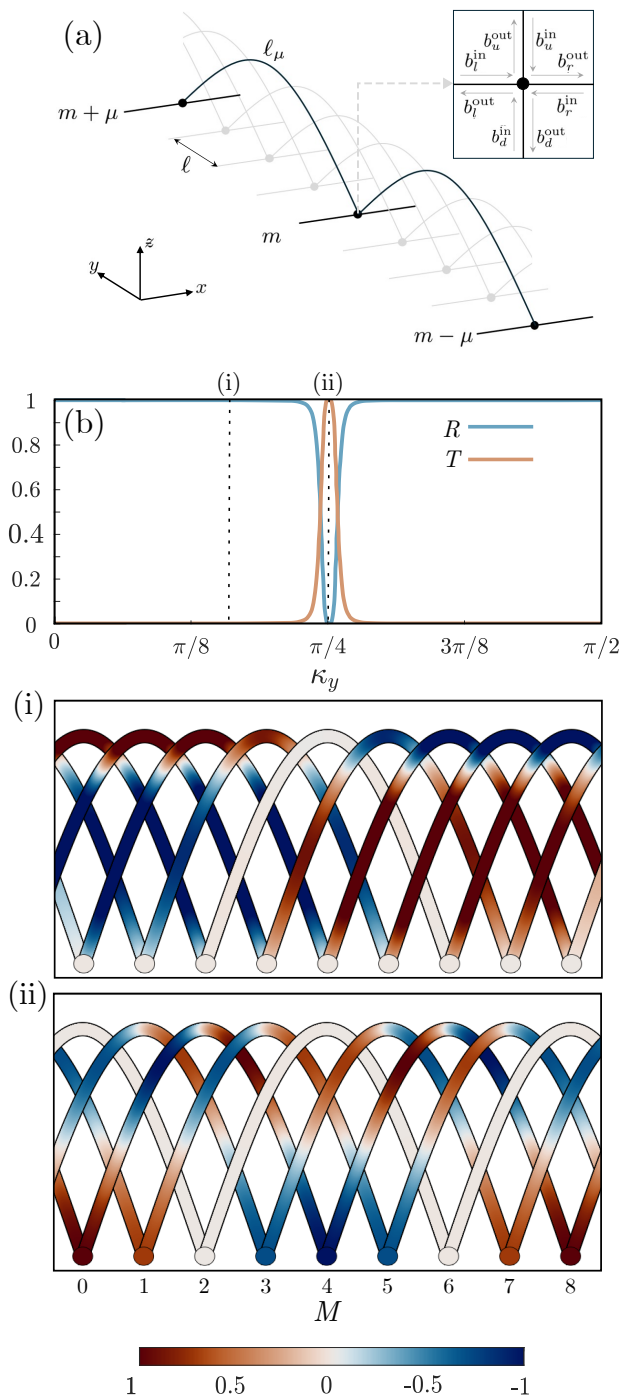 (a)
ℓ_μ
b_u^out b_u^in
b_l^in b_r^out
b_l^out b_r^in
b_d^in b_d^out
m + μ
ℓ
m
z
y
x
m − μ
(i) (ii)
1
(b)
R
T
0.8
0.6
0.4
0.2
0
0 π/8 π/4 3π/8 π/2
κ_y
(i)
(ii)
0 1 2 3 4 5 6 7 8
M
1 0.5 0 -0.5 -1